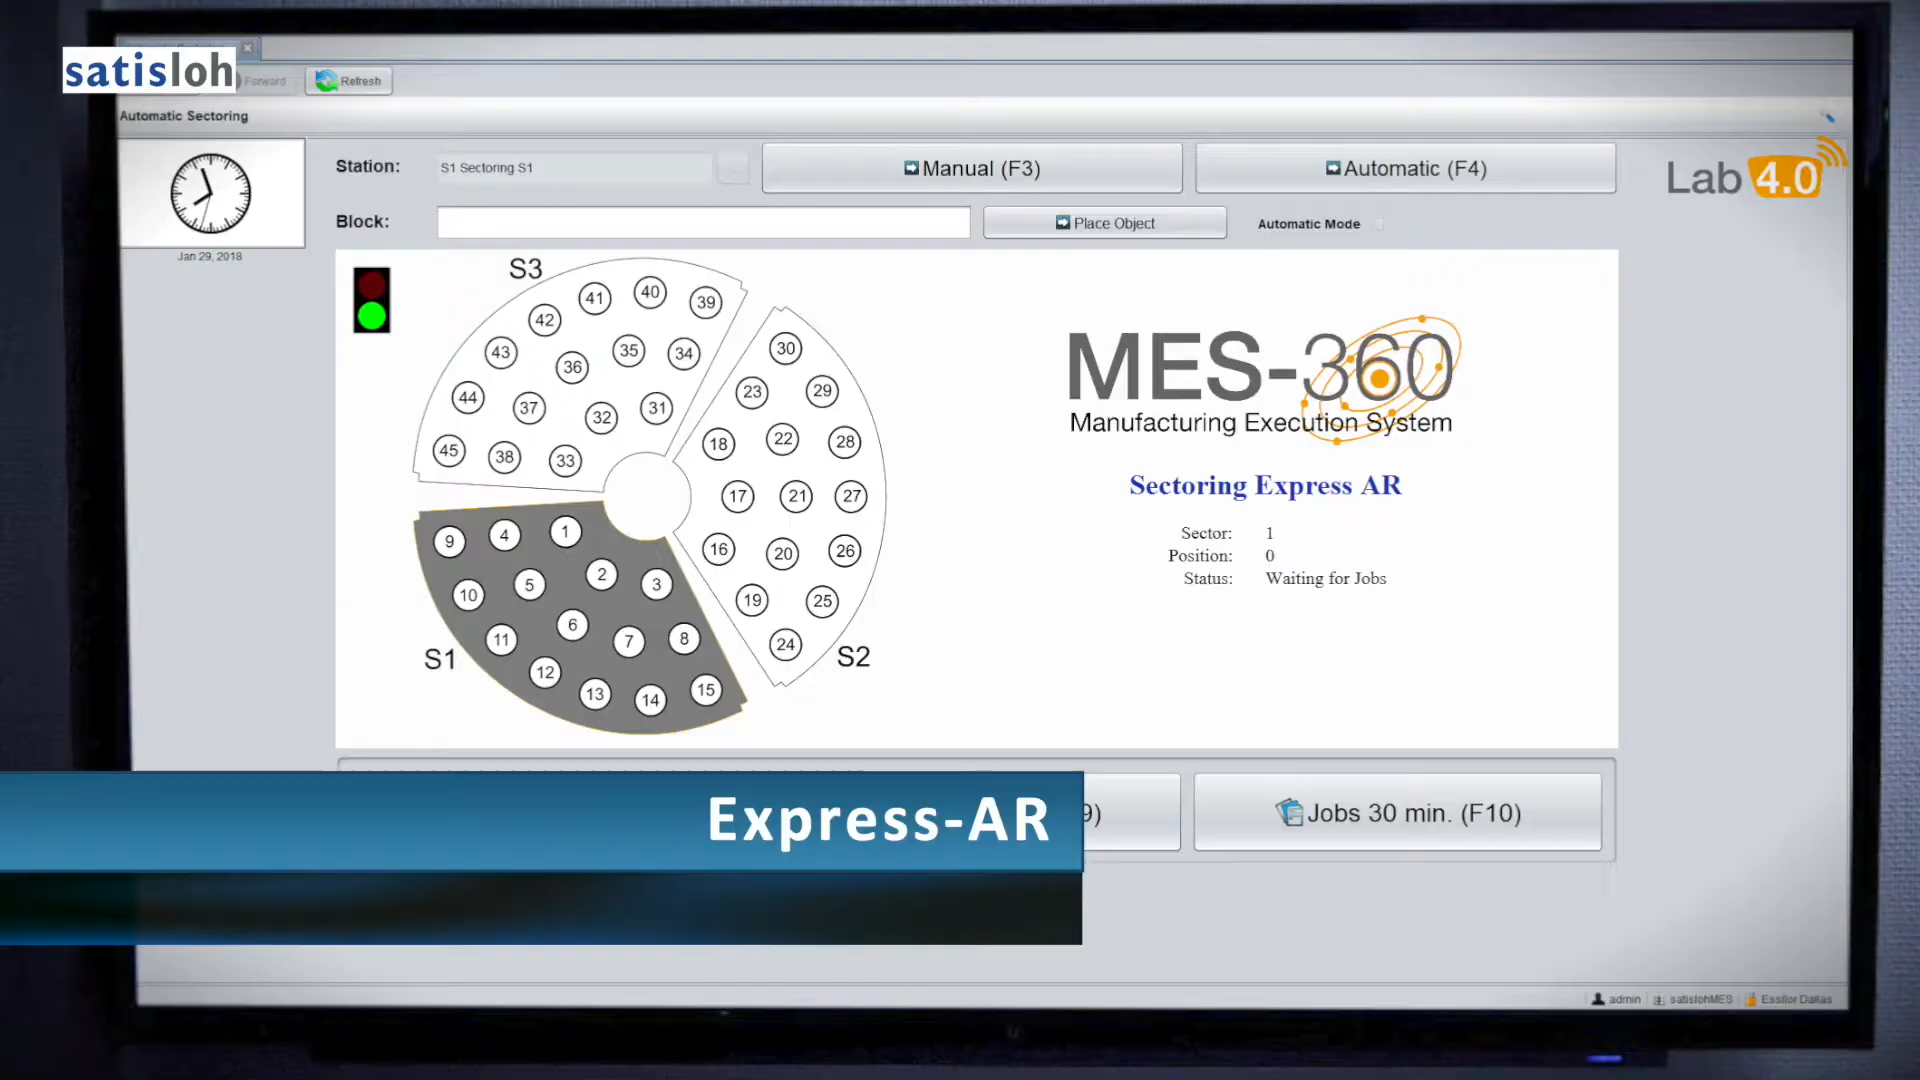 satisloh
Forward
Refresh
Automatic Sectoring
Station:
S1 Sectoring S1
Manual (F3)
Automatic (F4)
Lab 4.0
Block:
Place Object
Automatic Mode
Jan 29, 2018
S3
41
40
39
42
43
36
35
34
44
37
32
31
45
38
33
30
23
29
18
22
28
17
21
27
16
20
26
19
25
24
S2
9
4
1
10
5
2
3
11
6
7
8
12
13
14
15
S1
MES-360
Manufacturing Execution System
Sectoring Express AR
Sector: 1
Position: 0
Status: Waiting for Jobs
Express-AR
9)
Jobs 30 min. (F10)
admin
satislohMES
Essilor Dallas